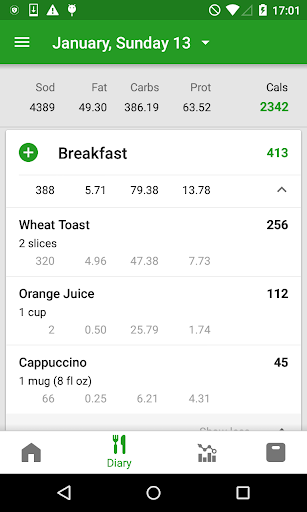 17:01
January, Sunday 13
Sod Fat Carbs Prot Cals
4389 49.30 386.19 63.52 2342
Breakfast 413
388 5.71 79.38 13.78
Wheat Toast 256
2 slices
320 4.96 47.38 7.73
Orange Juice 112
1 cup
2 0.50 25.79 1.74
Cappuccino 45
1 mug (8 fl oz)
66 0.25 6.21 4.31
Show less
Diary